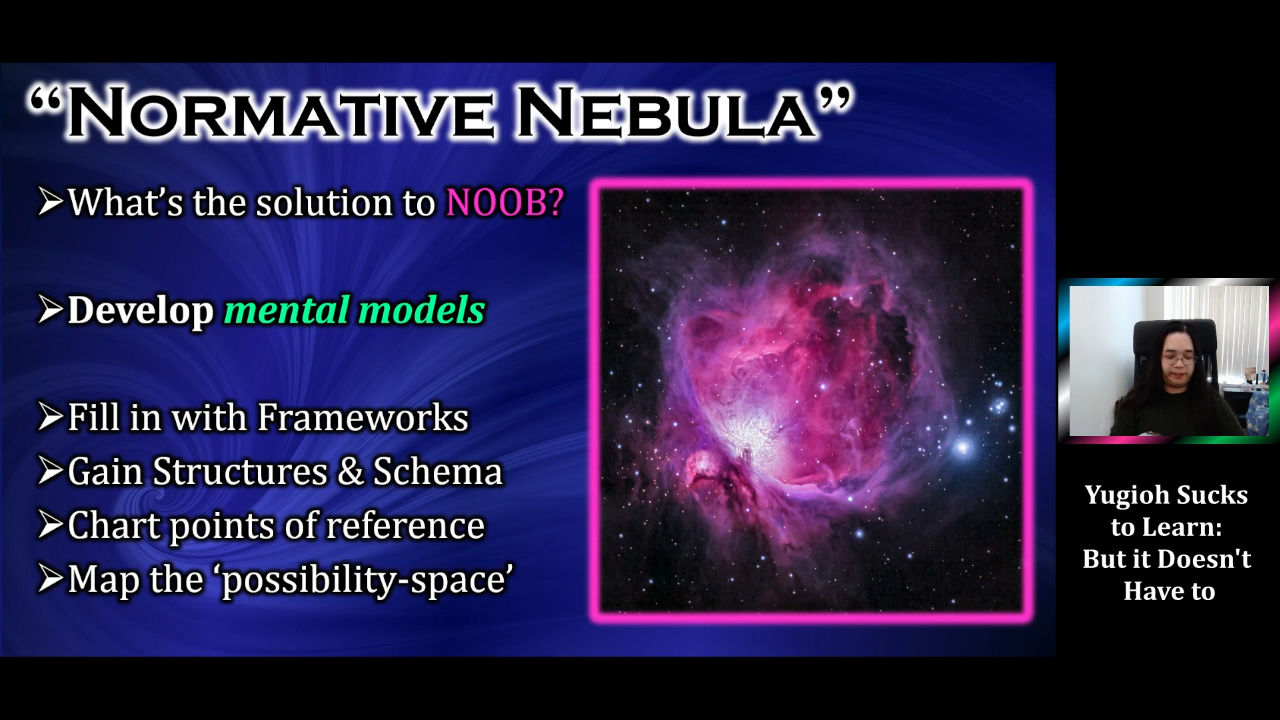 “NORMATIVE NEBULA”
➢What’s the solution to NOOB?
➢Develop mental models
➢Fill in with Frameworks
➢Gain Structures & Schema
➢Chart points of reference
➢Map the ‘possibility-space’
Yugioh Sucks
to Learn:
But it Doesn't
Have to